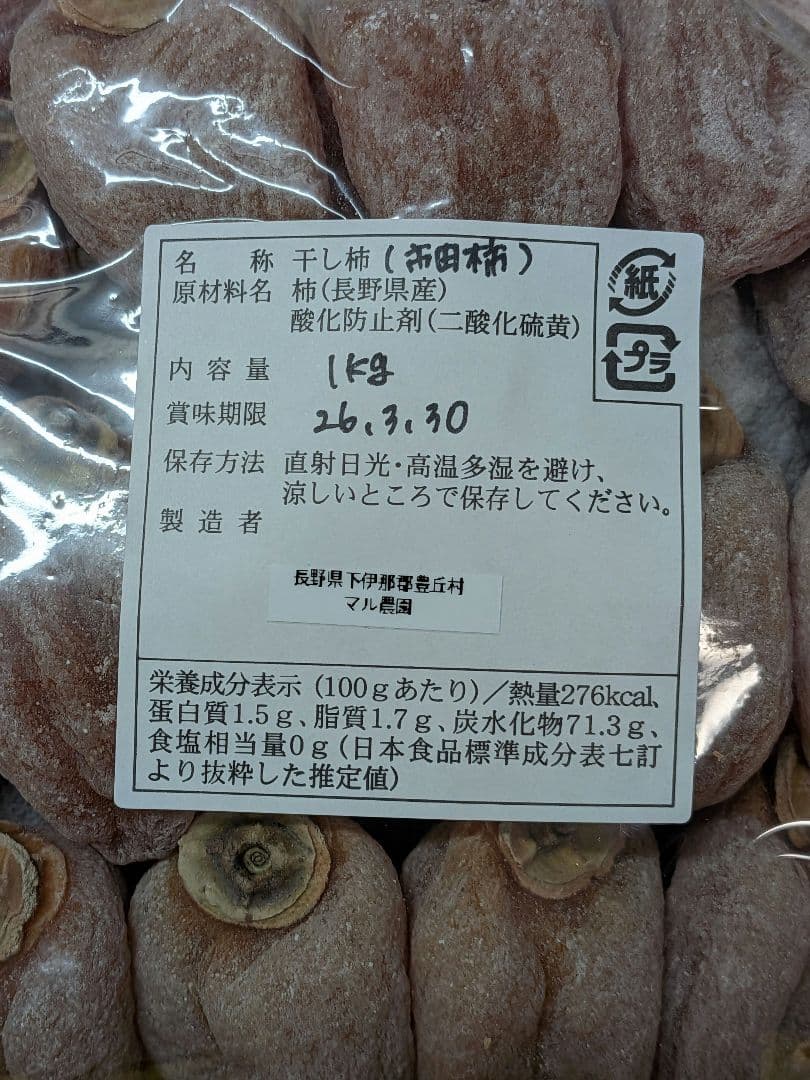 名称 干し柿(市田柿)
原材料名 柿(長野県産)
酸化防止剤(二酸化硫黄)
紙
プラ
内容量 1kg
賞味期限 26.3.30
保存方法 直射日光・高温多湿を避け、
涼しいところで保存してください。
製造者
長野県下伊那郡豊丘村
マル農園
栄養成分表示(100gあたり)/熱量276kcal、
蛋白質1.5g、脂質1.7g、炭水化物71.3g、
食塩相当量0g(日本食品標準成分表七訂
より抜粋した推定値)